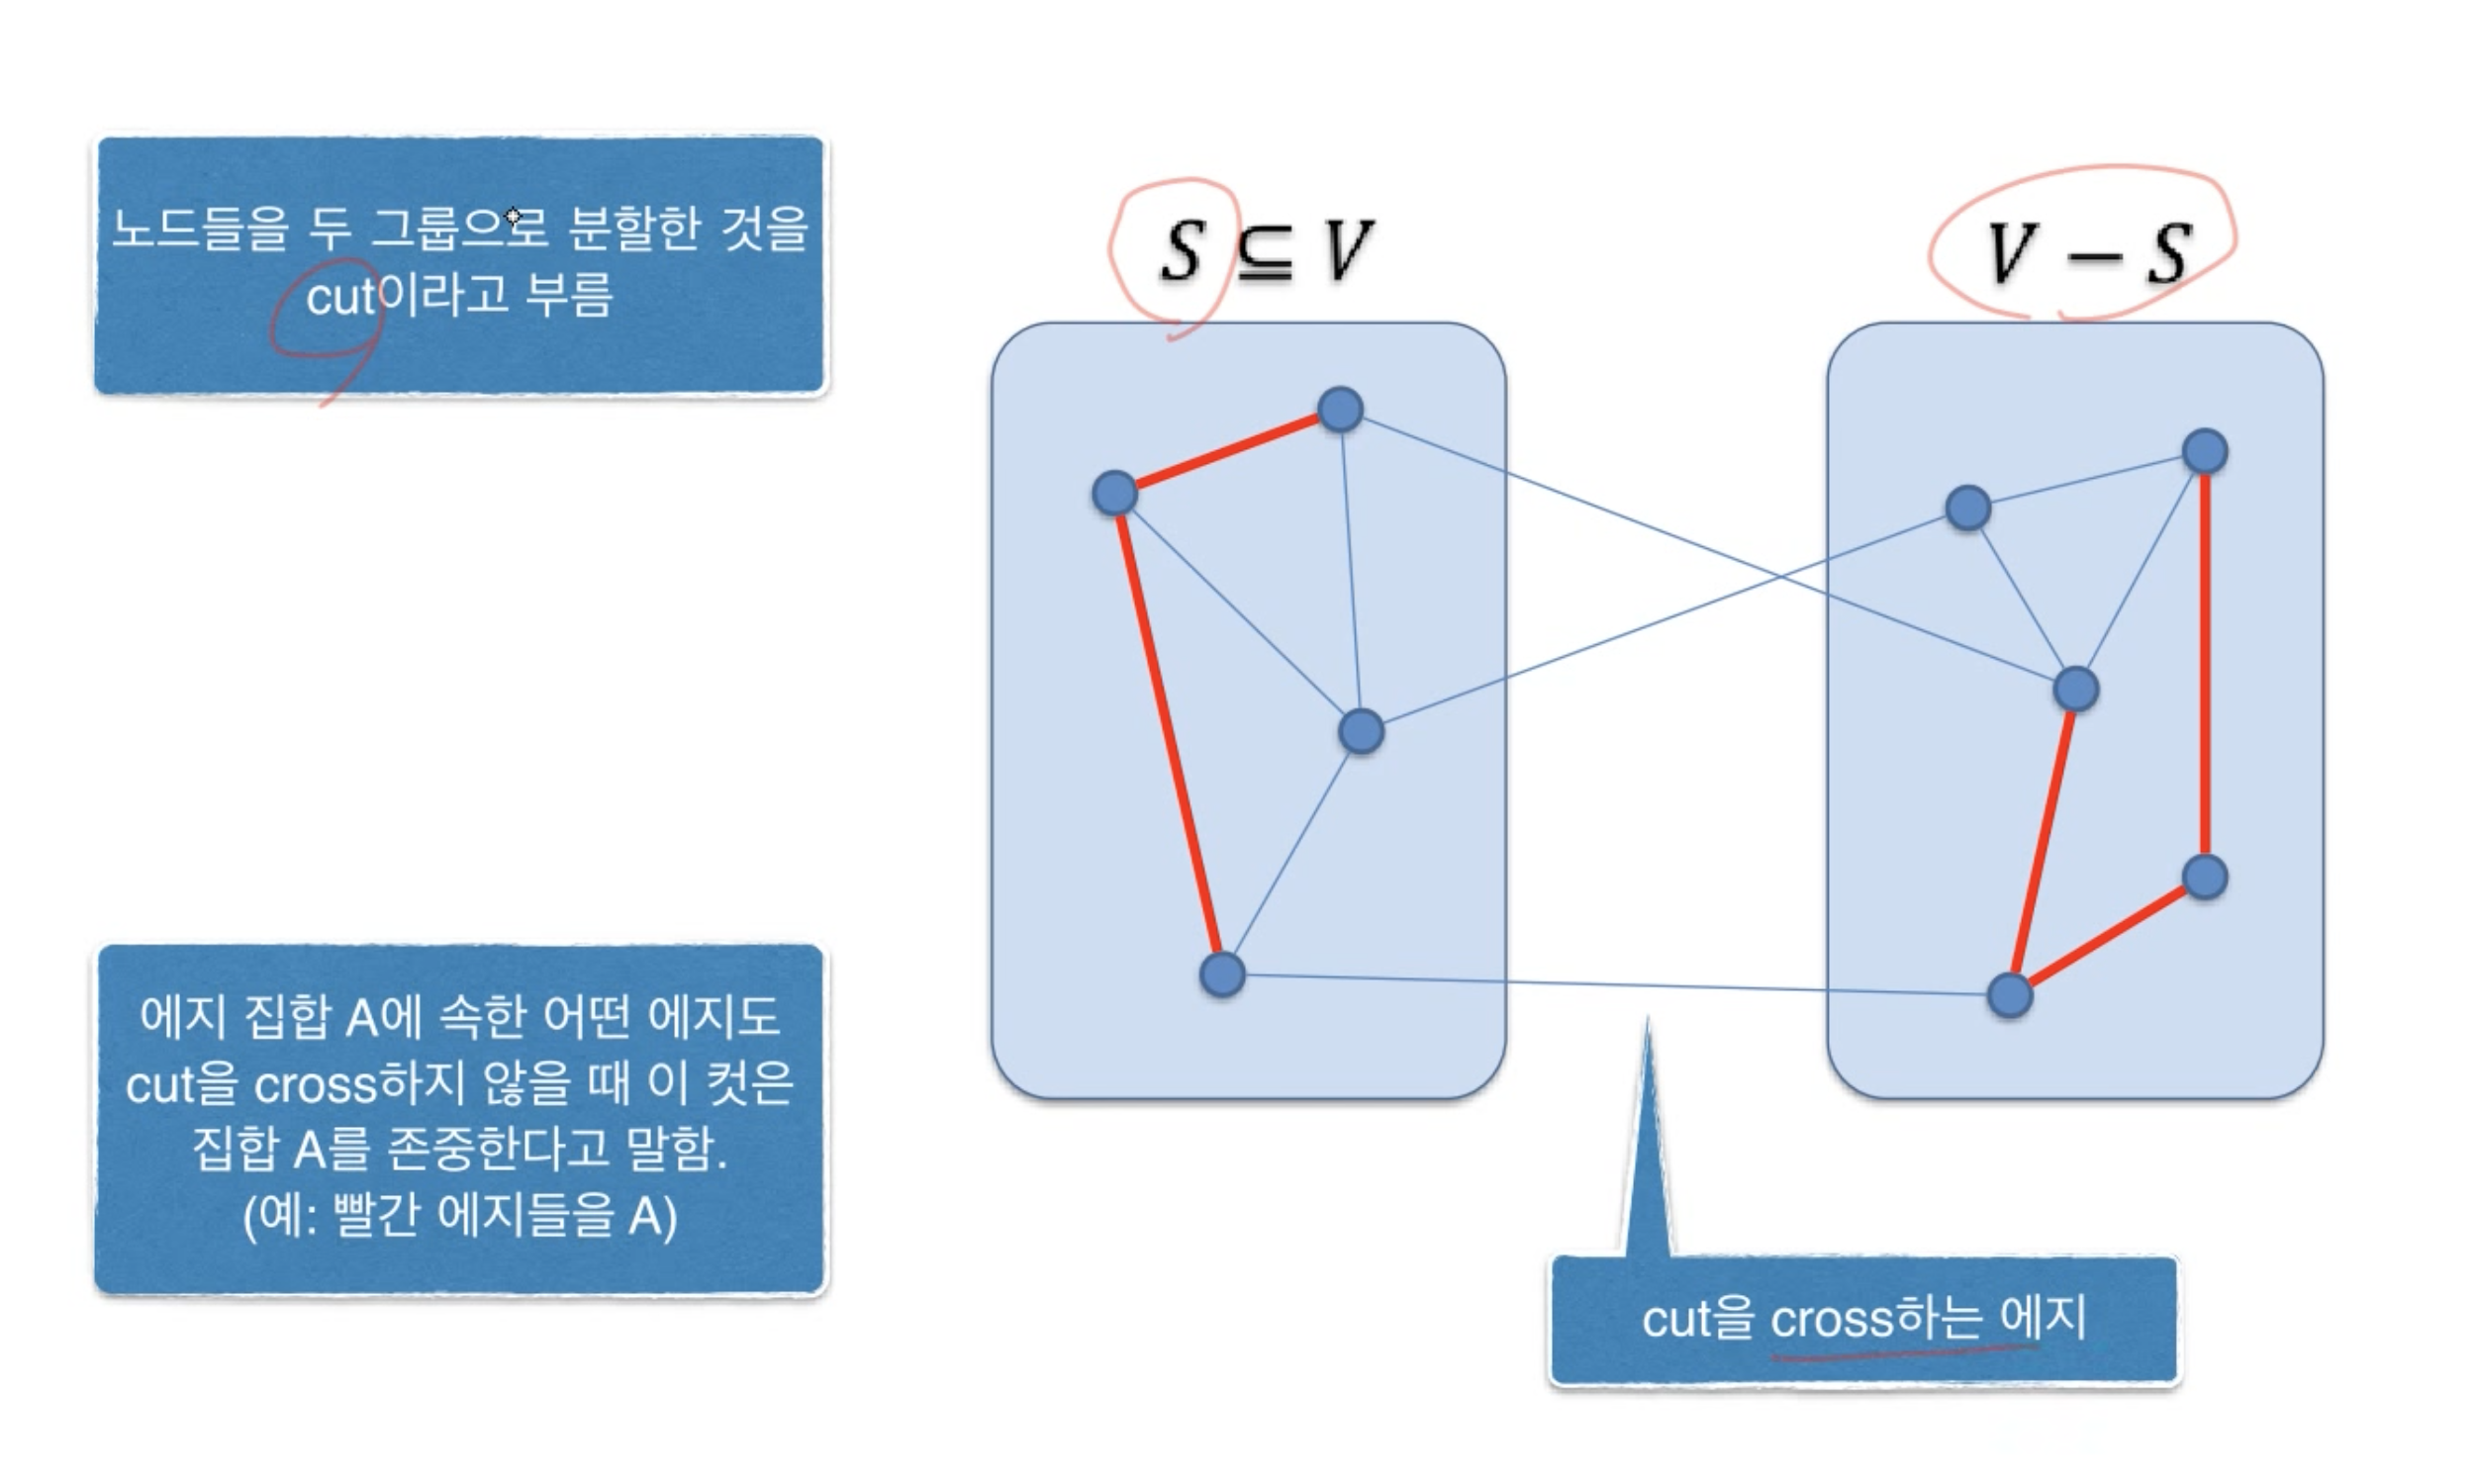 노드들을 두 그룹으로 분할한 것을
cut이라고 부름
S ⊆ V
V − S
에지 집합 A에 속한 어떤 에지도
cut을 cross하지 않을 때 이 컷은
집합 A를 존중한다고 말함.
(예: 빨간 에지들을 A)
cut을 cross하는 에지